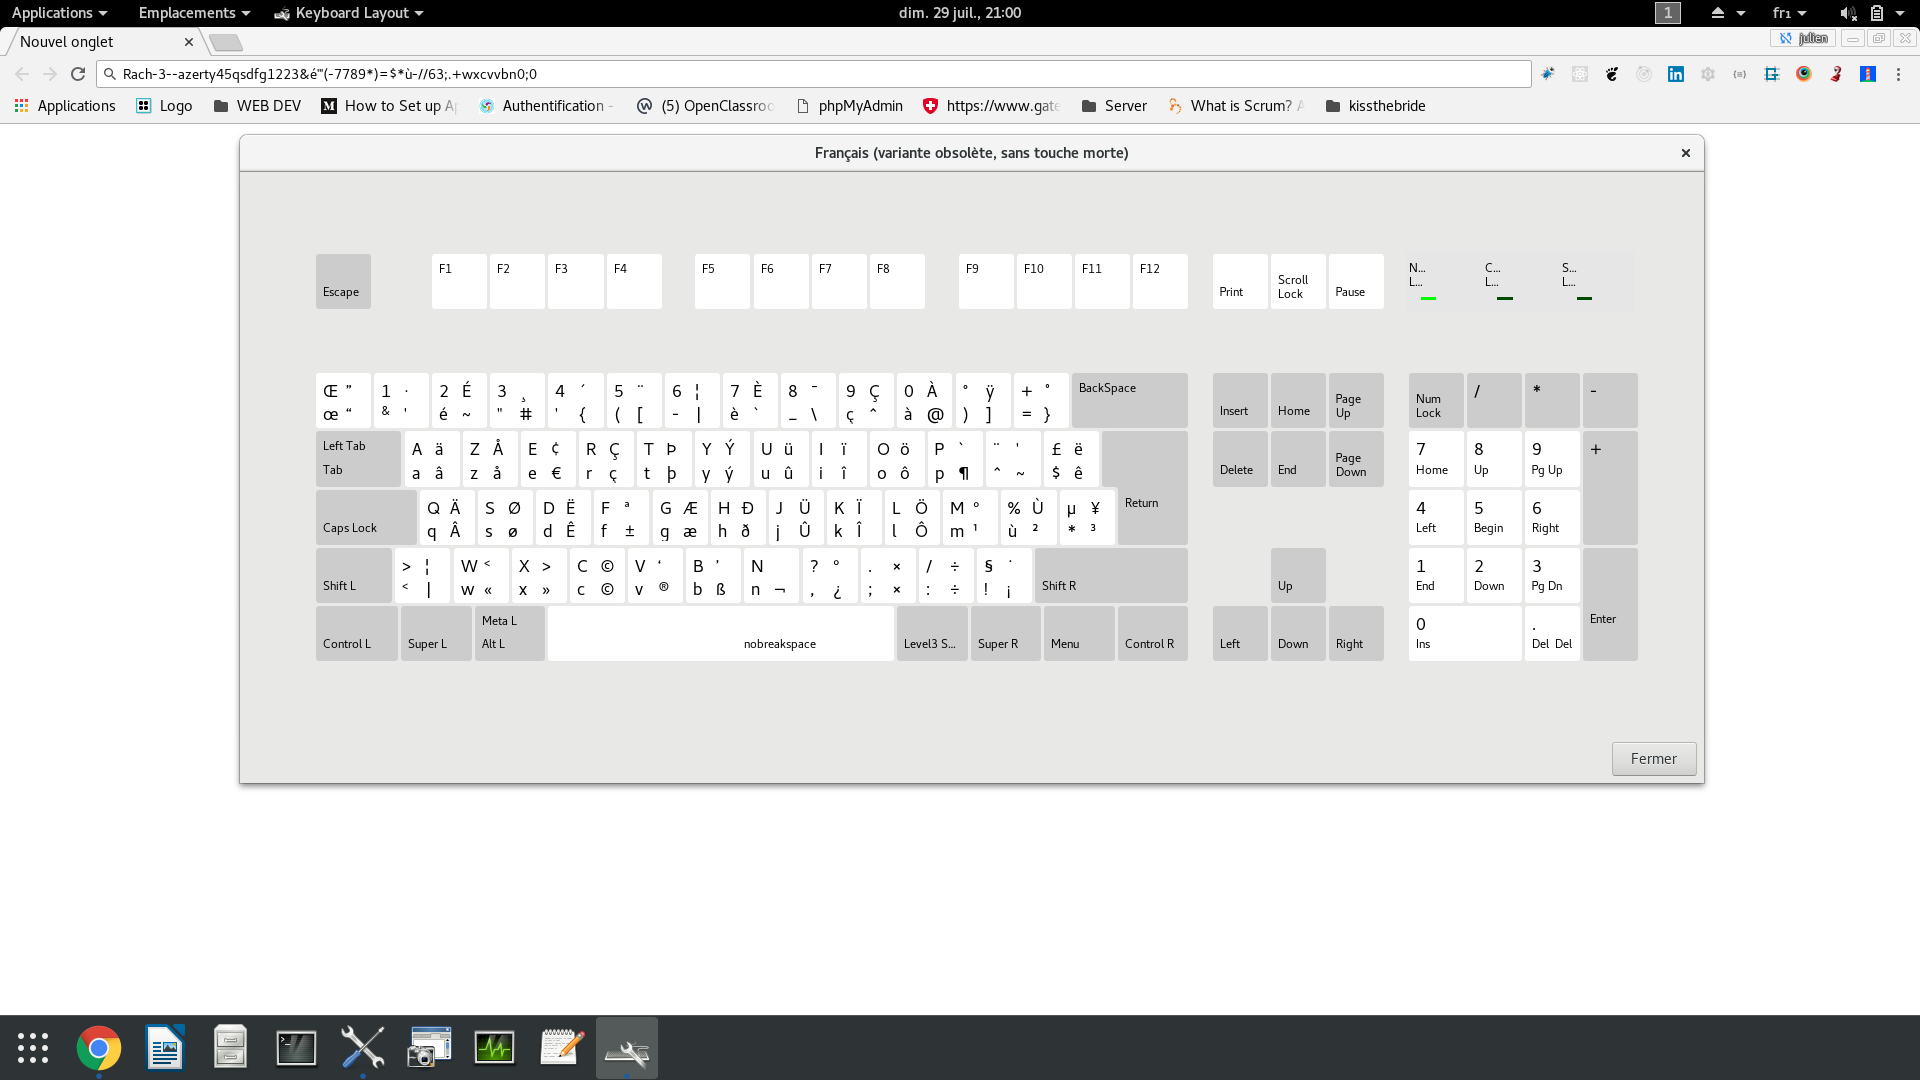 Applications Emplacements Keyboard Layout dim. 29 juil., 21:00 1 fr₁
Nouvel onglet julien
Rach-3--azerty45qsdfg1223&é"'(-7789*)=$*ù-//63;.+wxcvvbn0;0
Applications Logo WEB DEV How to Set up Ap Authentification - (5) OpenClassroo phpMyAdmin https://www.gate Server What is Scrum? A kissthebride
Français (variante obsolète, sans touche morte)
Escape F1 F2 F3 F4 F5 F6 F7 F8 F9 F10 F11 F12 Print Scroll Lock Pause N... L... C... L... S... L...
Œ ” 1 · 2 É 3 ¸ 4 ´ 5 ¨ 6 ¦ 7 È 8 ¯ 9 Ç 0 À ° ÿ + ° BackSpace Insert Home Page Up Num Lock / * -
œ “ & ' é ~ " # ' { ( [ - | è ` _ \ ç ^ à @ ) ] = }
Left Tab A ä Z Å E ¢ R Ç T Þ Y Ý U ü I ï O ö P ` ¨ ' £ ë 7 8 9 +
Tab a â z å e € r ç t þ y ý u û i î o ô p ¶ ^ ~ $ ê Delete End Page Down Home Up Pg Up
Q Ä S Ø D Ë F ª G Æ H Ð J Ü K Ï L Ö M º % Ù µ ¥ Return 4 5 6
Caps Lock q Â s ø d Ê f ± g æ h ð j Û k Î l Ô m ¹ ù ² * ³ Left Begin Right
> ¦ W < X > C © V ‘ B ’ N ? º . × / ÷ § ˙ 1 2 3
Shift L < | w « x » c © v ® b ß n ¬ , ¿ ; × : ÷ ! ¡ Shift R Up End Down Pg Dn Enter
Meta L 0 .
Control L Super L Alt L nobreakspace Level3 S... Super R Menu Control R Left Down Right Ins Del Del
Fermer